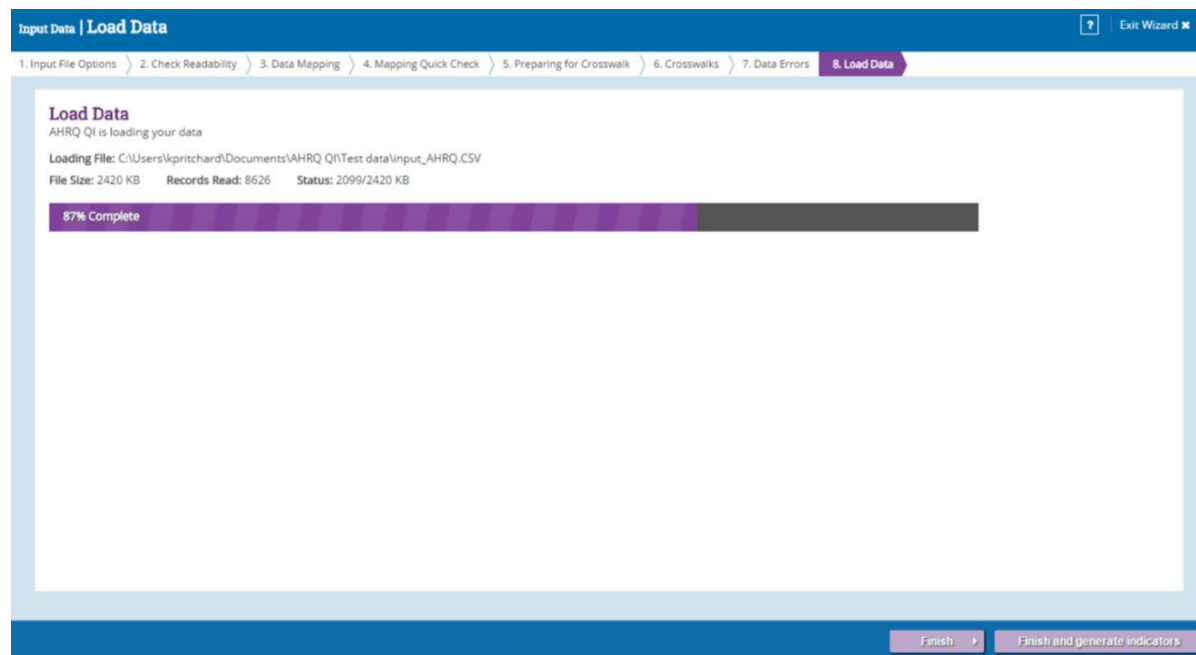 Input Data | Load Data
? Exit Wizard ✖
1. Input File Options 2. Check Readability 3. Data Mapping 4. Mapping Quick Check 5. Preparing for Crosswalk 6. Crosswalks 7. Data Errors 8. Load Data
Load Data
AHRQ QI is loading your data
Loading File: C:\Users\kpritchard\Documents\AHRQ QI\Test data\input_AHRQ.CSV
File Size: 2420 KB Records Read: 8626 Status: 2099/2420 KB
87% Complete
Finish Finish and generate indicators